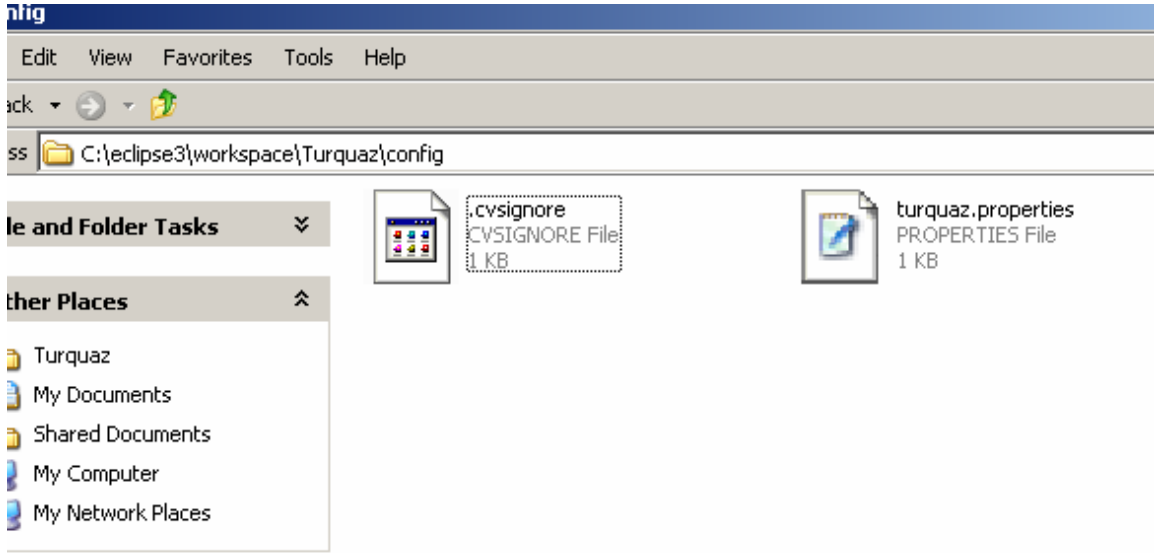 nfig
Edit View Favorites Tools Help
ack
ss C:\eclipse3\workspace\Turquaz\config
le and Folder Tasks
ther Places
Turquaz
My Documents
Shared Documents
My Computer
My Network Places
.cvsignore
CVSIGNORE File
1 KB
turquaz.properties
PROPERTIES File
1 KB